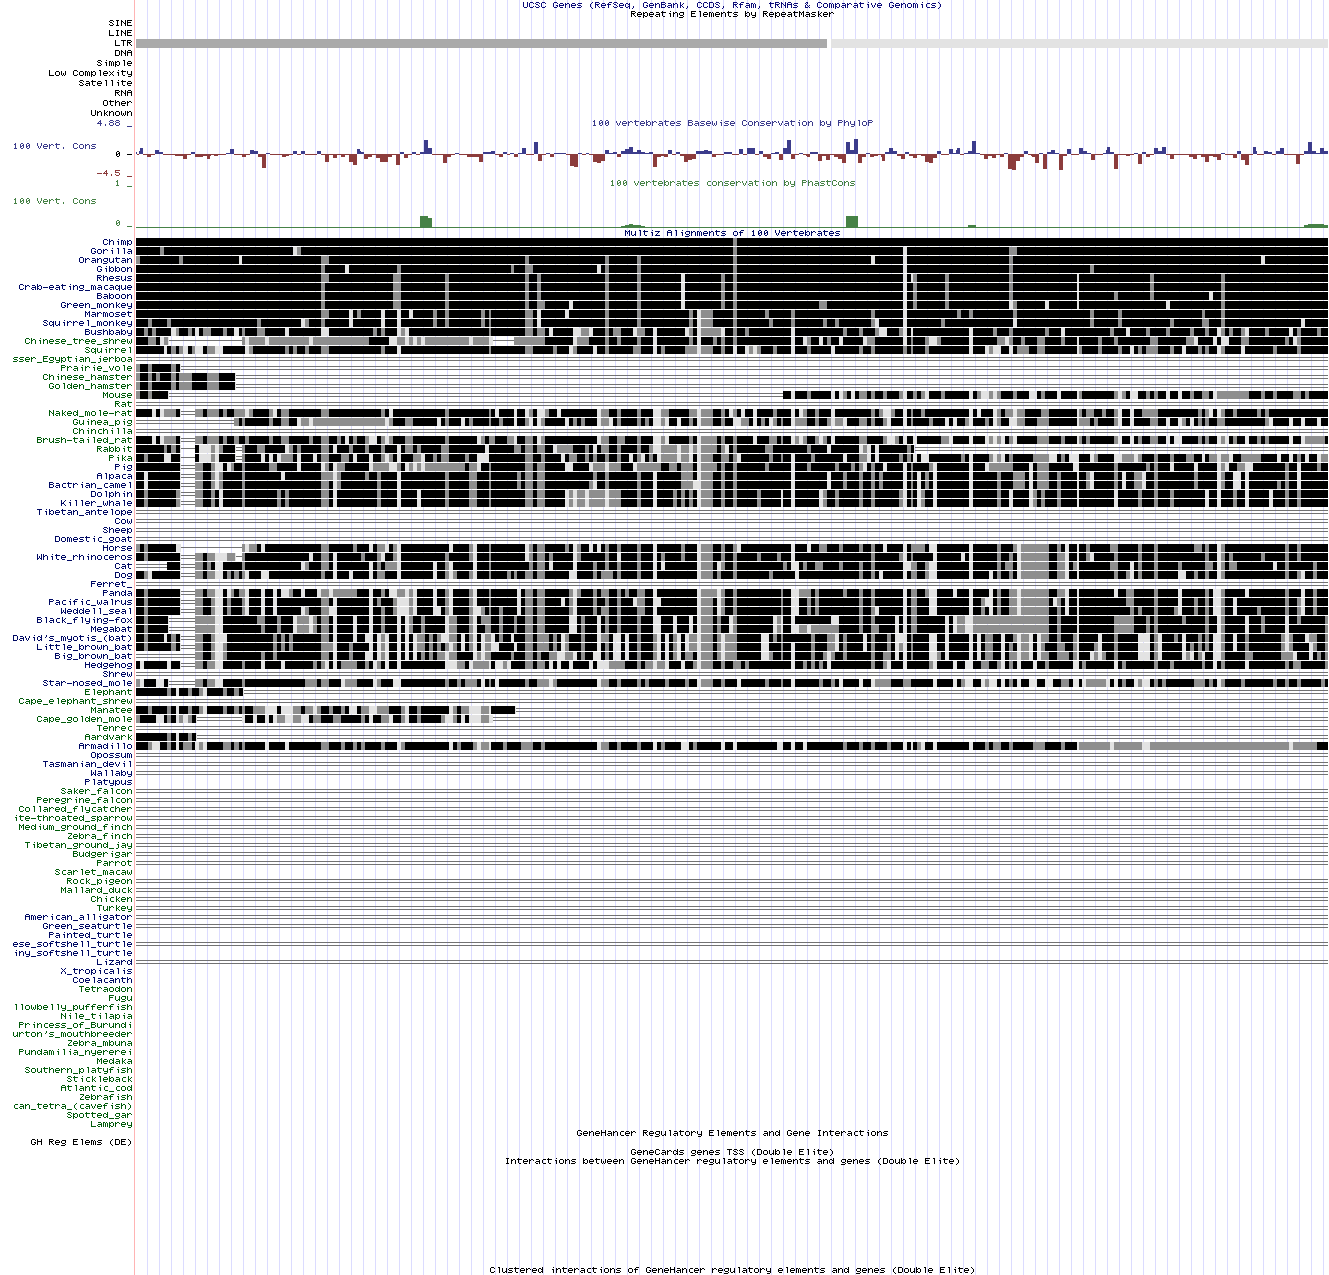 UCSC Genes (RefSeq, GenBank, CCDS, Rfam, tRNAs & Comparative Genomics)
Repeating Elements by RepeatMasker
SINE
LINE
LTR
DNA
Simple
Low Complexity
Satellite
RNA
Other
Unknown
4.88 _
100 vertebrates Basewise Conservation by PhyloP
100 Vert. Cons
0 -
-4.5 _
1 _
100 vertebrates conservation by PhastCons
100 Vert. Cons
0 _
Multiz Alignments of 100 Vertebrates
Chimp
Gorilla
Orangutan
Gibbon
Rhesus
Crab-eating_macaque
Baboon
Green_monkey
Marmoset
Squirrel_monkey
Bushbaby
Chinese_tree_shrew
Squirrel
sser_Egyptian_jerboa
Prairie_vole
Chinese_hamster
Golden_hamster
Mouse
Rat
Naked_mole-rat
Guinea_pig
Chinchilla
Brush-tailed_rat
Rabbit
Pika
Pig
Alpaca
Bactrian_camel
Dolphin
Killer_whale
Tibetan_antelope
Cow
Sheep
Domestic_goat
Horse
White_rhinoceros
Cat
Dog
Ferret_
Panda
Pacific_walrus
Weddell_seal
Black_flying-fox
Megabat
David's_myotis_(bat)
Little_brown_bat
Big_brown_bat
Hedgehog
Shrew
Star-nosed_mole
Elephant
Cape_elephant_shrew
Manatee
Cape_golden_mole
Tenrec
Aardvark
Armadillo
Opossum
Tasmanian_devil
Wallaby
Platypus
Saker_falcon
Peregrine_falcon
Collared_flycatcher
ite-throated_sparrow
Medium_ground_finch
Zebra_finch
Tibetan_ground_jay
Budgerigar
Parrot
Scarlet_macaw
Rock_pigeon
Mallard_duck
Chicken
Turkey
American_alligator
Green_seaturtle
Painted_turtle
ese_softshell_turtle
iny_softshell_turtle
Lizard
X_tropicalis
Coelacanth
Tetraodon
Fugu
llowbelly_pufferfish
Nile_tilapia
Princess_of_Burundi
urton's_mouthbreeder
Zebra_mbuna
Pundamilia_nyererei
Medaka
Southern_platyfish
Stickleback
Atlantic_cod
Zebrafish
can_tetra_(cavefish)
Spotted_gar
Lamprey
GeneHancer Regulatory Elements and Gene Interactions
GH Reg Elems (DE)
GeneCards genes TSS (Double Elite)
Interactions between GeneHancer regulatory elements and genes (Double Elite)
Clustered interactions of GeneHancer regulatory elements and genes (Double Elite)